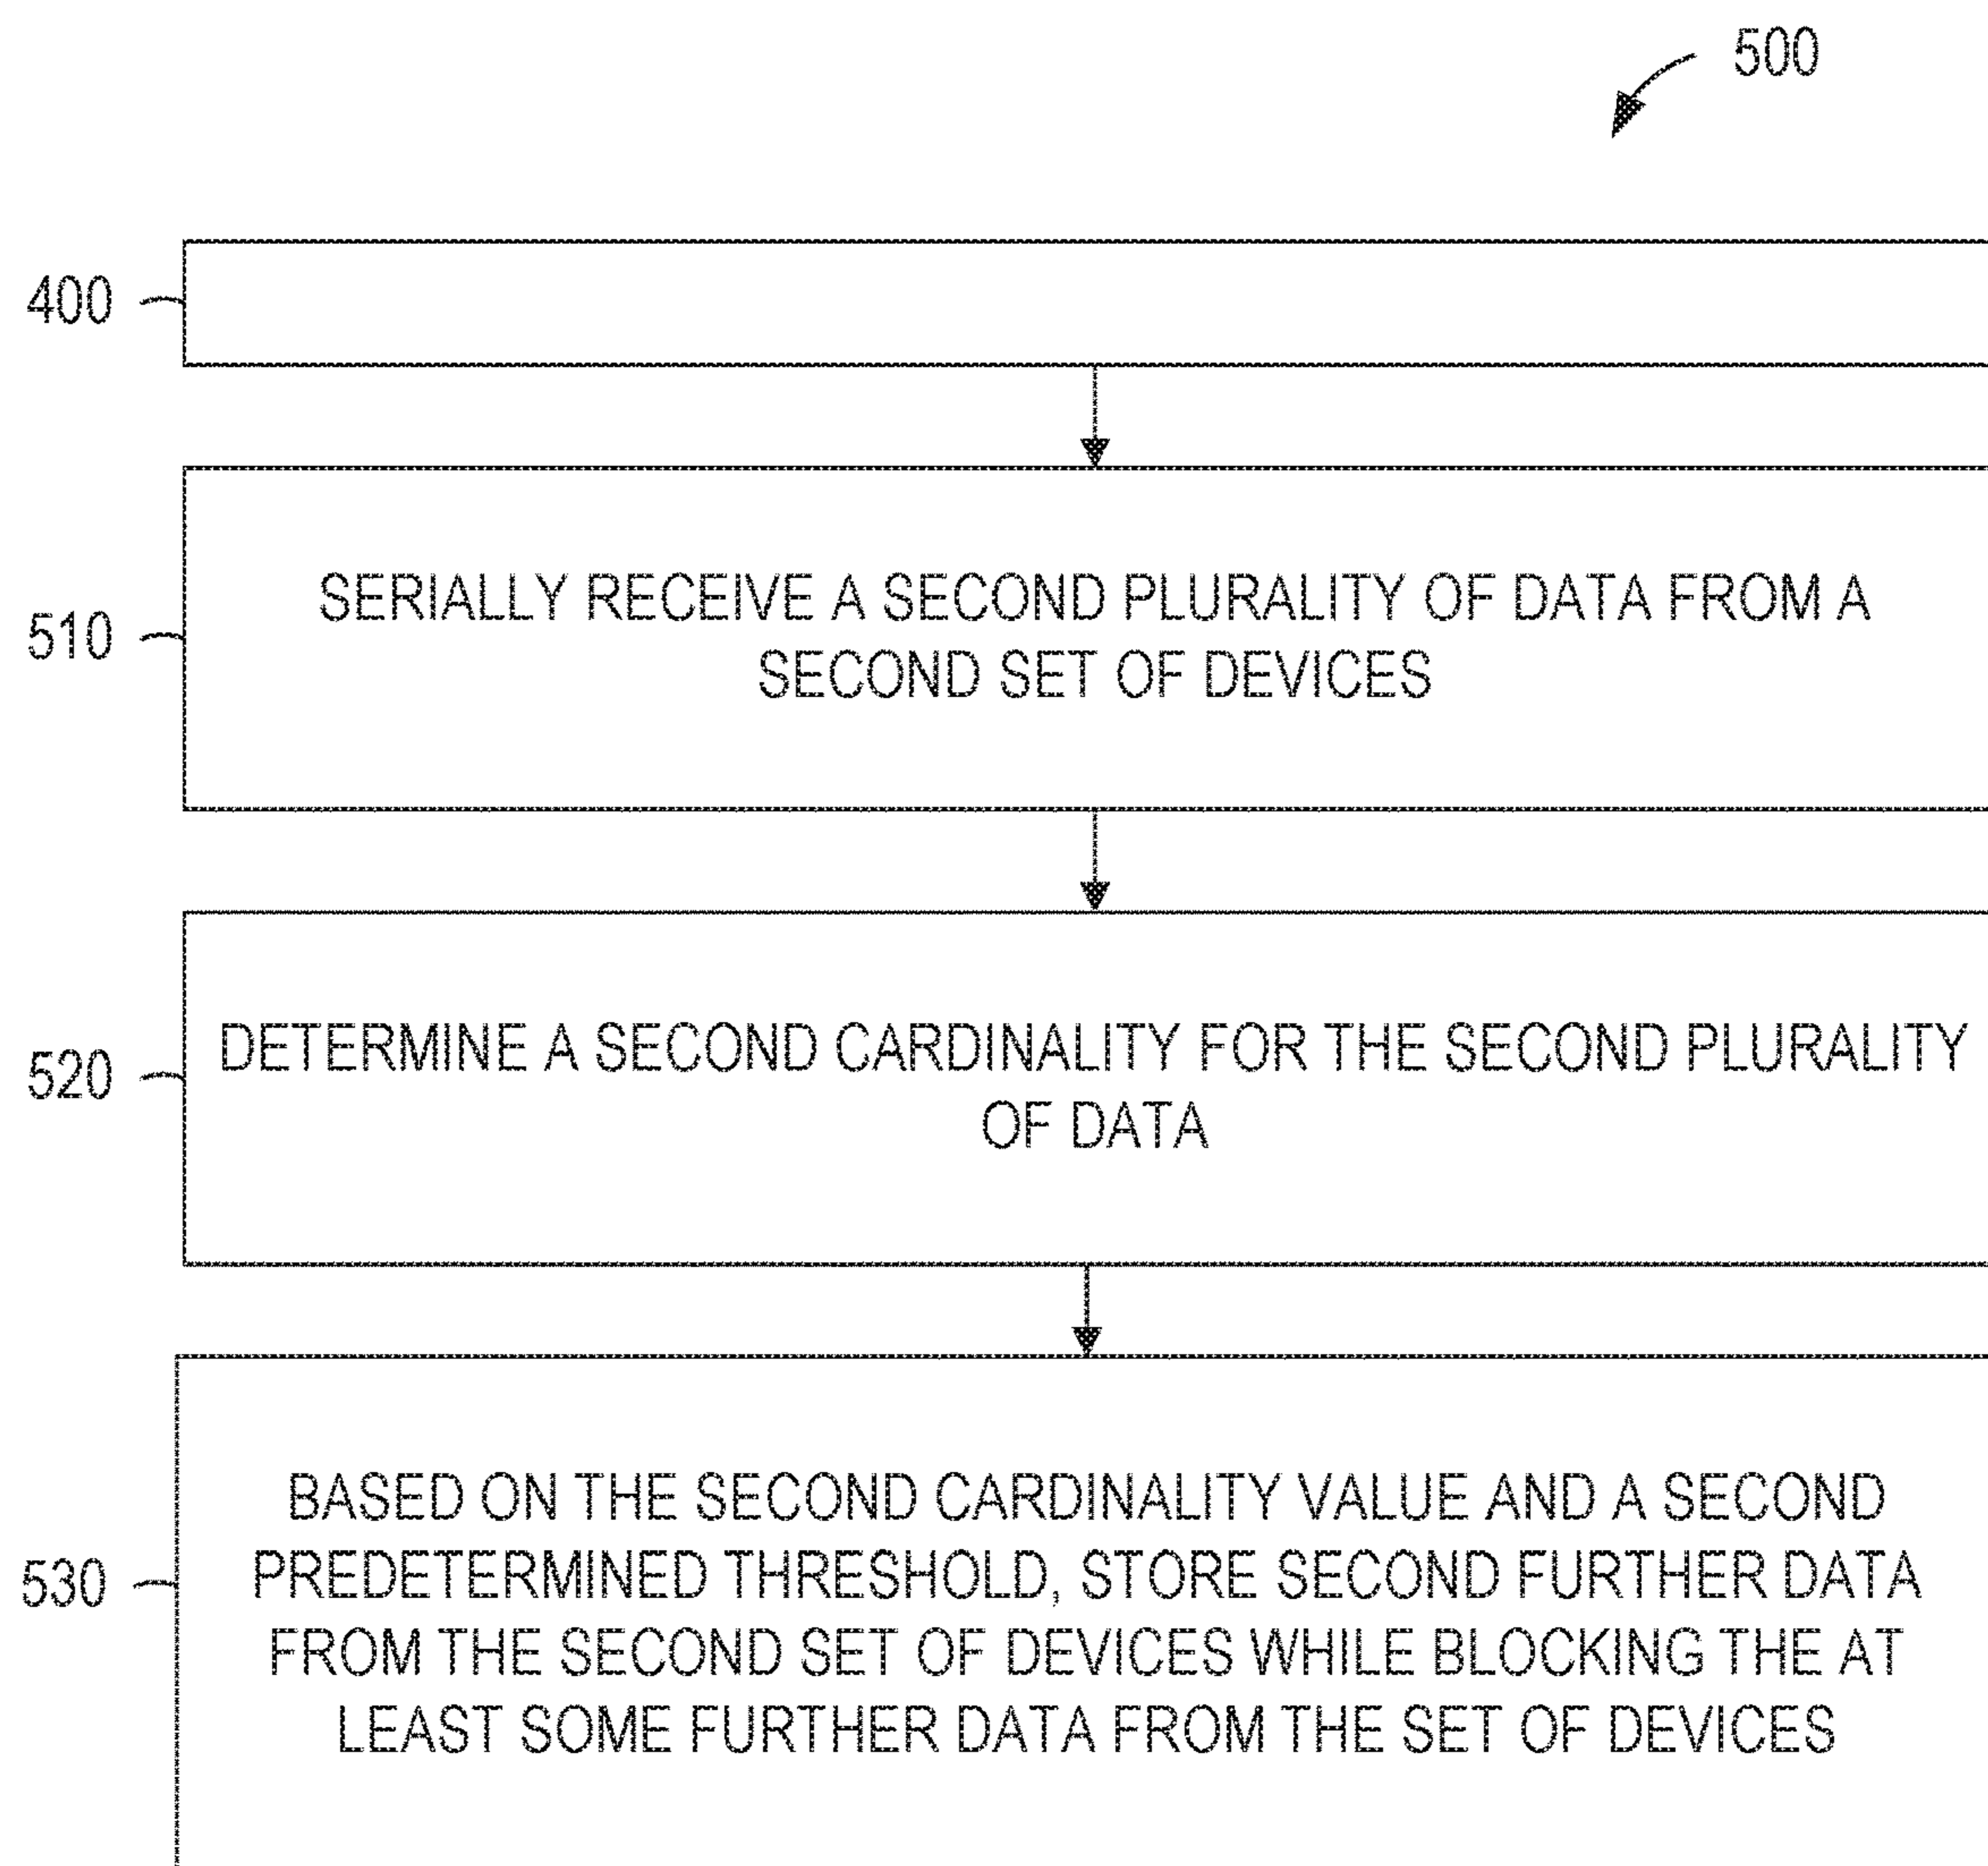 500
400
510
SERIALLY RECEIVE A SECOND PLURALITY OF DATA FROM A
SECOND SET OF DEVICES
520
DETERMINE A SECOND CARDINALITY FOR THE SECOND PLURALITY
OF DATA
530
BASED ON THE SECOND CARDINALITY VALUE AND A SECOND
PREDETERMINED THRESHOLD, STORE SECOND FURTHER DATA
FROM THE SECOND SET OF DEVICES WHILE BLOCKING THE AT
LEAST SOME FURTHER DATA FROM THE SET OF DEVICES